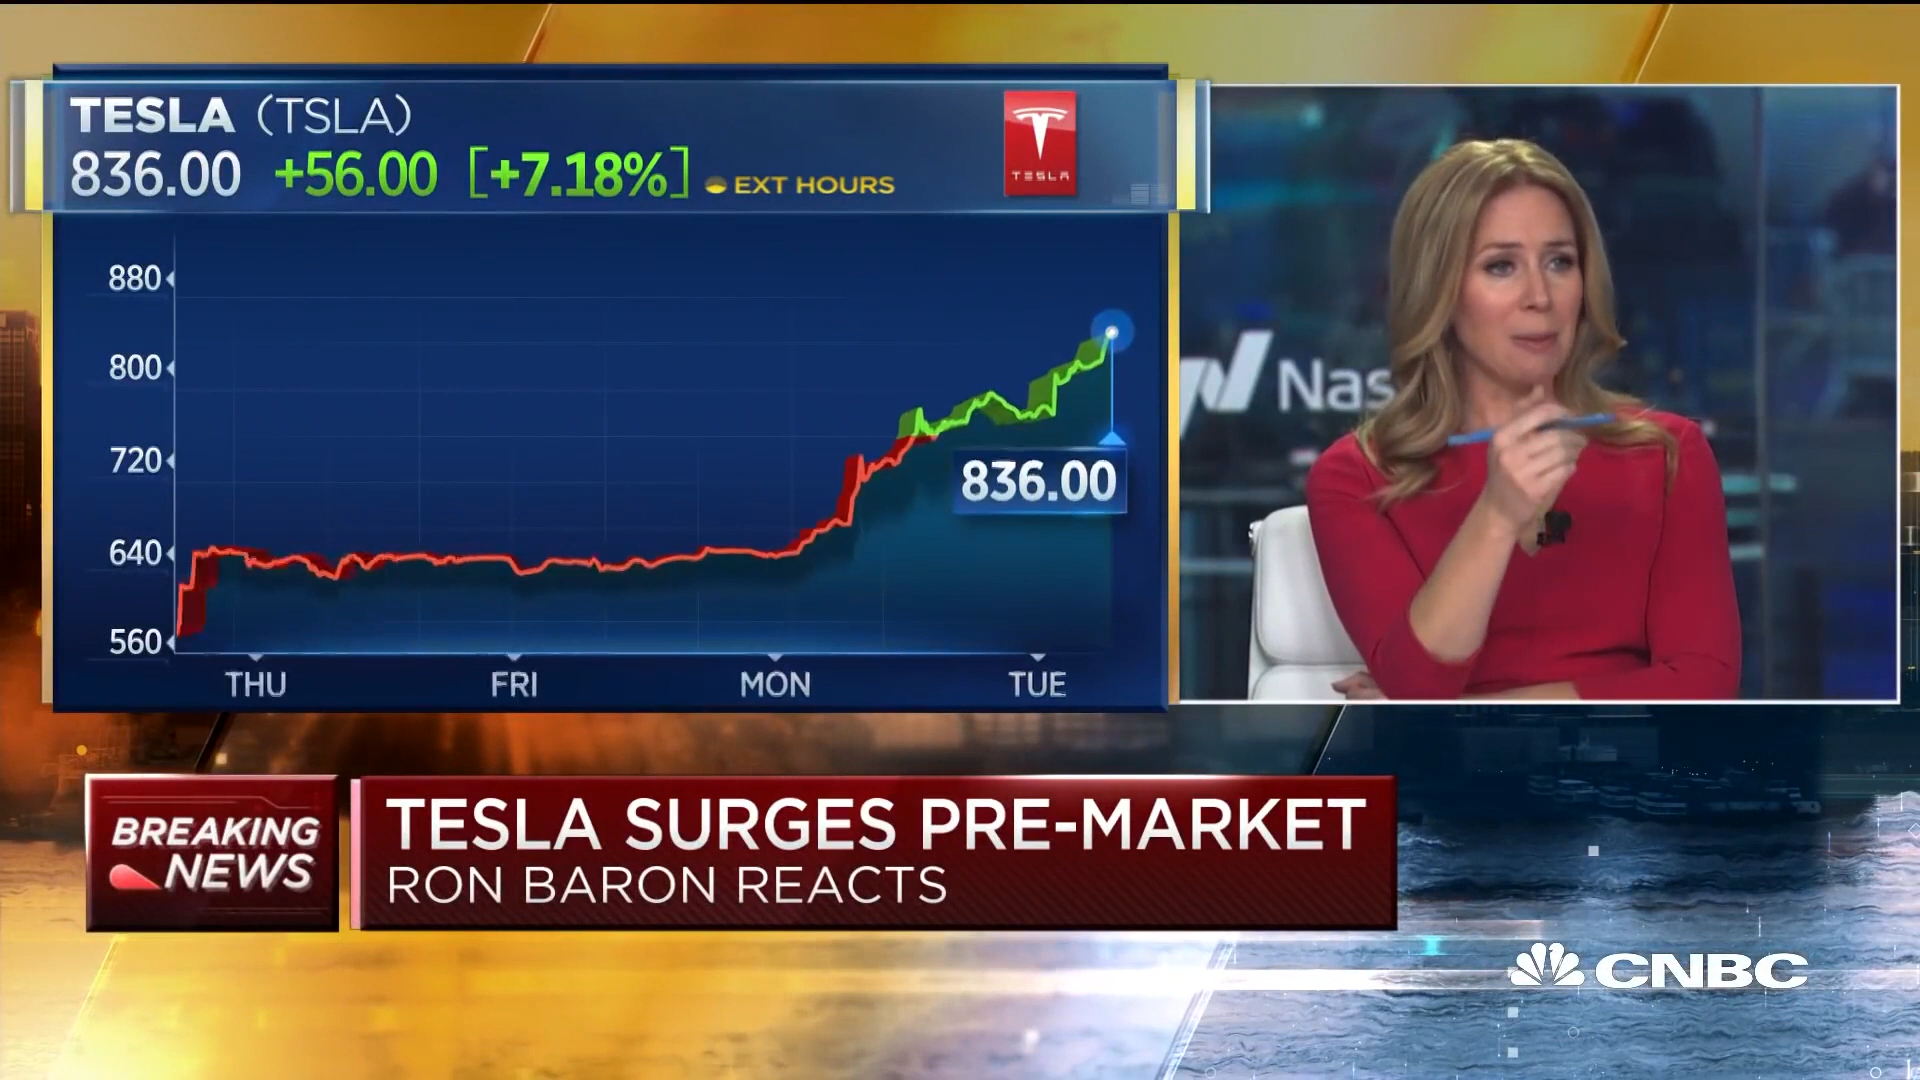 TESLA (TSLA)
836.00 +56.00 [+7.18%] EXT HOURS
TESLA
880
800
720
640
560
836.00
THU FRI MON TUE
Nas
BREAKING
NEWS
TESLA SURGES PRE-MARKET
RON BARON REACTS
CNBC